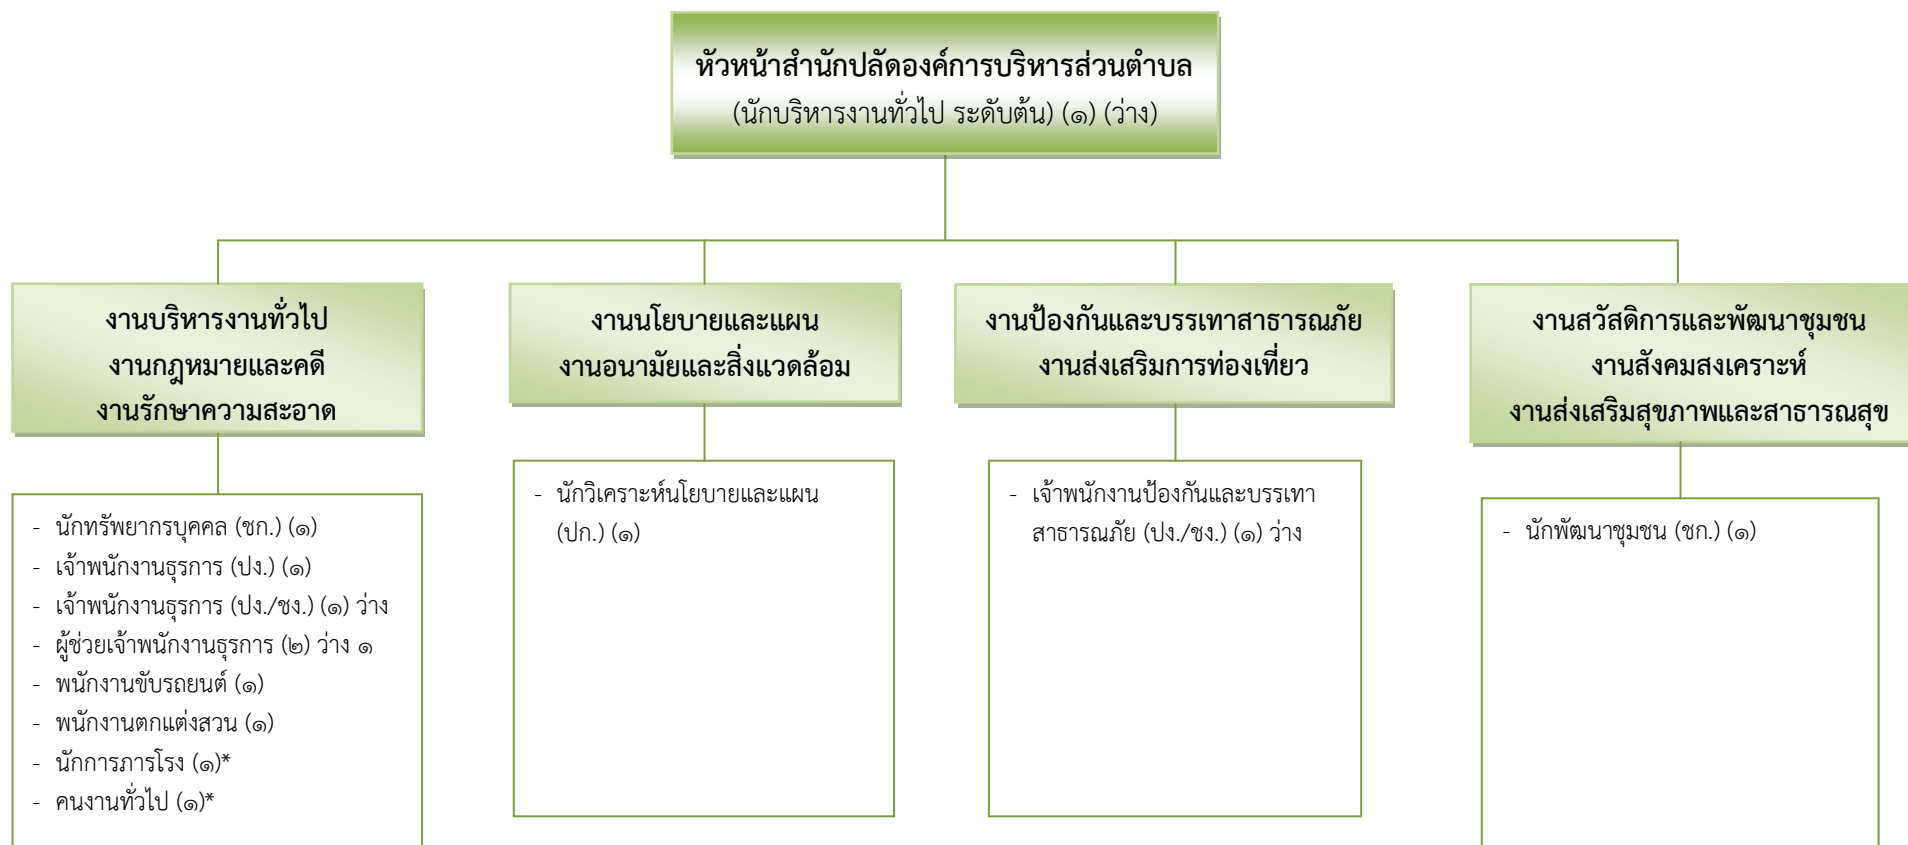 หัวหน้าสำนักปลัดองค์การบริหารส่วนตำบล
(นักบริหารงานทั่วไป ระดับต้น) (๑) (ว่าง)
งานบริหารงานทั่วไป
งานกฎหมายและคดี
งานรักษาความสะอาด
- นักทรัพยากรบุคคล (ชก.) (๑)
- เจ้าพนักงานธุรการ (ปง.) (๑)
- เจ้าพนักงานธุรการ (ปง./ชง.) (๑) ว่าง
- ผู้ช่วยเจ้าพนักงานธุรการ (๒) ว่าง ๑
- พนักงานขับรถยนต์ (๑)
- พนักงานตกแต่งสวน (๑)
- นักการภารโรง (๑)*
- คนงานทั่วไป (๑)*
งานนโยบายและแผน
งานอนามัยและสิ่งแวดล้อม
- นักวิเคราะห์นโยบายและแผน
(ปก.) (๑)
งานป้องกันและบรรเทาสาธารณภัย
งานส่งเสริมการท่องเที่ยว
- เจ้าพนักงานป้องกันและบรรเทา
สาธารณภัย (ปง./ชง.) (๑) ว่าง
งานสวัสดิการและพัฒนาชุมชน
งานสังคมสงเคราะห์
งานส่งเสริมสุขภาพและสาธารณสุข
- นักพัฒนาชุมชน (ชก.) (๑)